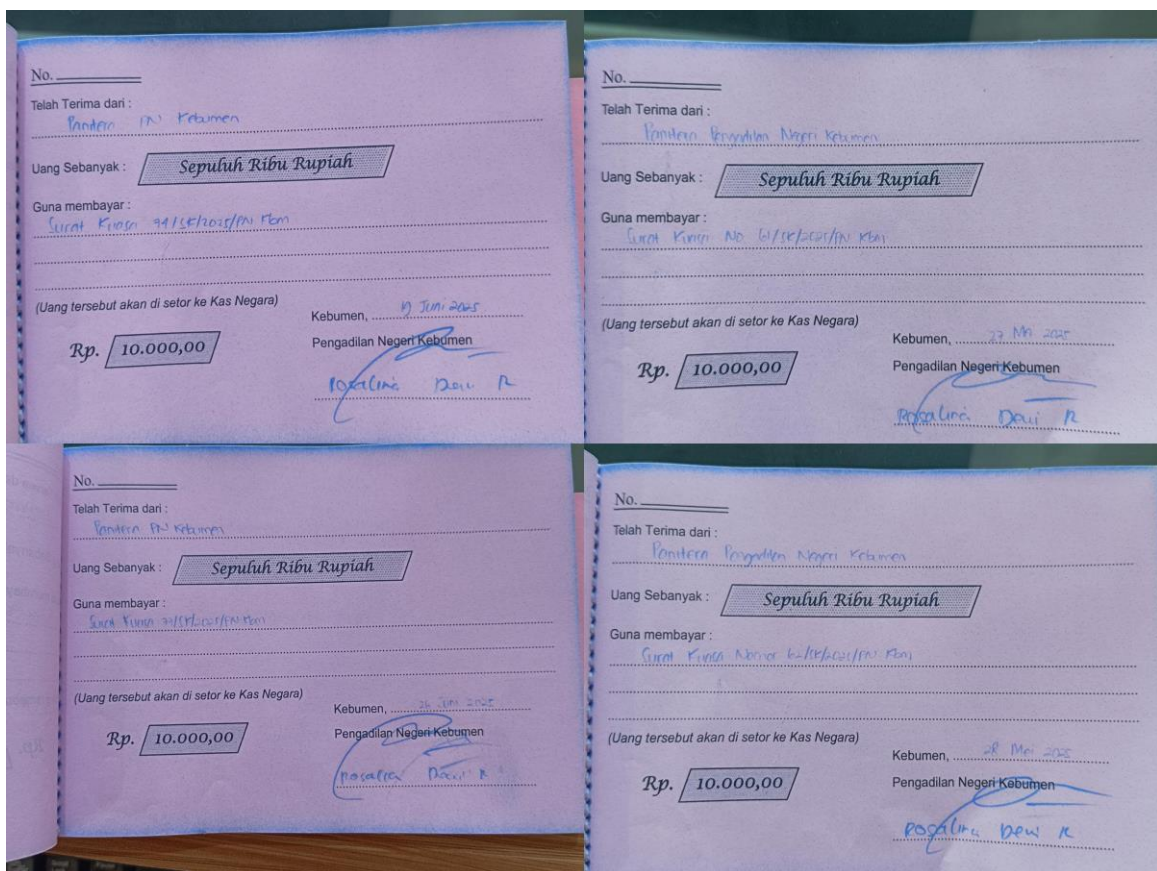 No.
Telah Terima dari :
Panitera PN Kebumen
Uang Sebanyak : Sepuluh Ribu Rupiah
Guna membayar :
Surat Kuasa 94/SK/2025/PN Kbm
(Uang tersebut akan di setor ke Kas Negara)
Kebumen, Juni 2025
Rp. 10.000,00
Pengadilan Negeri Kebumen
Rosalina Dewi R
No.
Telah Terima dari :
Panitera Pengadilan Negeri Kebumen
Uang Sebanyak : Sepuluh Ribu Rupiah
Guna membayar :
Surat Kuasa No 61/SK/2025/PN Kbm
(Uang tersebut akan di setor ke Kas Negara)
Kebumen, 27 Mei 2025
Rp. 10.000,00
Pengadilan Negeri Kebumen
Rosalina Dewi R
No.
Telah Terima dari :
Panitera PN Kebumen
Uang Sebanyak : Sepuluh Ribu Rupiah
Guna membayar :
Surat Kuasa
(Uang tersebut akan di setor ke Kas Negara)
Kebumen, 2025
Rp. 10.000,00
Pengadilan Negeri Kebumen
Rosalina Dewi R
No.
Telah Terima dari :
Panitera Pengadilan Negeri Kebumen
Uang Sebanyak : Sepuluh Ribu Rupiah
Guna membayar :
Surat Kuasa Nomor 62/SK/2025/PN Kbm
(Uang tersebut akan di setor ke Kas Negara)
Kebumen, 28 Mei 2025
Rp. 10.000,00
Pengadilan Negeri Kebumen
Rosalina Dewi R